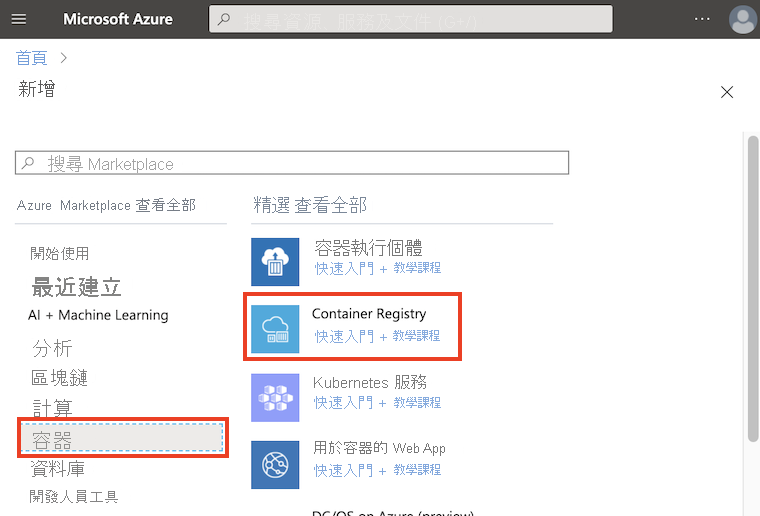 Microsoft Azure
搜尋資源、服務及文件 (G+/)
首頁
新增
搜尋 Marketplace
Azure Marketplace 查看全部
精選 查看全部
開始使用
最近建立
AI + Machine Learning
分析
區塊鏈
計算
容器
資料庫
開發人員工具
容器執行個體
快速入門 + 教學課程
Container Registry
快速入門 + 教學課程
Kubernetes 服務
快速入門 + 教學課程
用於容器的 Web App
快速入門 + 教學課程
DC/OS on Azure (preview)